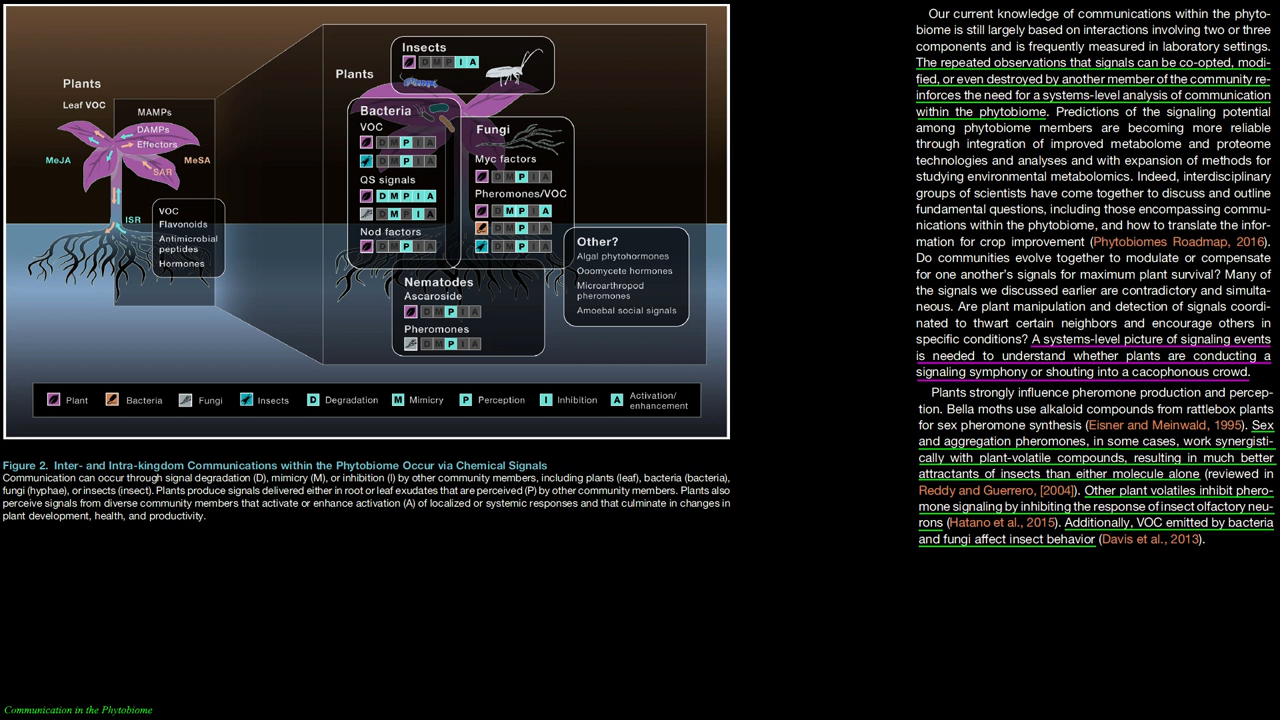 Plants
Leaf VOC
MAMPs
DAMPs
Effectors
MeJA
MeSA
SAR
ISR
VOC
Flavonoids
Antimicrobial
peptides
Hormones
Plants
Insects
D M P I A
Bacteria
VOC
D M P I A
D M P I A
QS signals
D M P I A
D M P I A
Nod factors
D M P I A
Fungi
Myc factors
D M P I A
Pheromones/VOC
D M P I A
D M P I A
D M P I A
Nematodes
Ascaroside
D M P I A
Pheromones
D M P I A
Other?
Algal phytohormones
Oomycete hormones
Microarthropod
pheromones
Amoebal social signals
Plant
Bacteria
Fungi
Insects
D Degradation
M Mimicry
P Perception
I Inhibition
A Activation/
enhancement
Figure 2. Inter- and Intra-kingdom Communications within the Phytobiome Occur via Chemical Signals
Communication can occur through signal degradation (D), mimicry (M), or inhibition (I) by other community members, including plants (leaf), bacteria (bacteria),
fungi (hyphae), or insects (insect). Plants produce signals delivered either in root or leaf exudates that are perceived (P) by other community members. Plants also
perceive signals from diverse community members that activate or enhance activation (A) of localized or systemic responses and that culminate in changes in
plant development, health, and productivity.
Our current knowledge of communications within the phyto-
biome is still largely based on interactions involving two or three
components and is frequently measured in laboratory settings.
The repeated observations that signals can be co-opted, modi-
fied, or even destroyed by another member of the community re-
inforces the need for a systems-level analysis of communication
within the phytobiome. Predictions of the signaling potential
among phytobiome members are becoming more reliable
through integration of improved metabolome and proteome
technologies and analyses and with expansion of methods for
studying environmental metabolomics. Indeed, interdisciplinary
groups of scientists have come together to discuss and outline
fundamental questions, including those encompassing commu-
nications within the phytobiome, and how to translate the infor-
mation for crop improvement (Phytobiomes Roadmap, 2016).
Do communities evolve together to modulate or compensate
for one another's signals for maximum plant survival? Many of
the signals we discussed earlier are contradictory and simulta-
neous. Are plant manipulation and detection of signals coordi-
nated to thwart certain neighbors and encourage others in
specific conditions? A systems-level picture of signaling events
is needed to understand whether plants are conducting a
signaling symphony or shouting into a cacophonous crowd.
Plants strongly influence pheromone production and percep-
tion. Bella moths use alkaloid compounds from rattlebox plants
for sex pheromone synthesis (Eisner and Meinwald, 1995). Sex
and aggregation pheromones, in some cases, work synergisti-
cally with plant-volatile compounds, resulting in much better
attractants of insects than either molecule alone (reviewed in
Reddy and Guerrero, [2004]). Other plant volatiles inhibit phero-
mone signaling by inhibiting the response of insect olfactory neu-
rons (Hatano et al., 2015). Additionally, VOC emitted by bacteria
and fungi affect insect behavior (Davis et al., 2013).
Communication in the Phytobiome